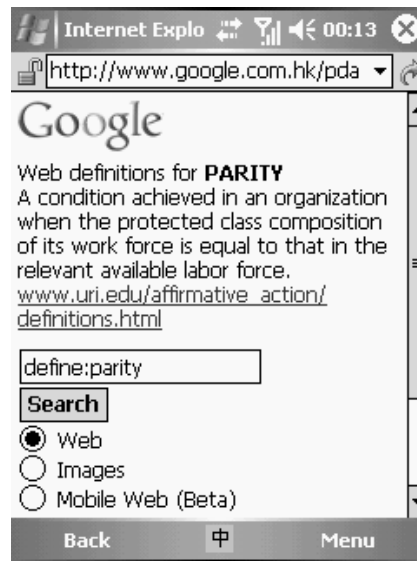 Internet Explo 00:13
http://www.google.com.hk/pda
Google
Web definitions for PARITY
A condition achieved in an organization
when the protected class composition
of its work force is equal to that in the
relevant available labor force.
www.uri.edu/affirmative_action/
definitions.html
define:parity
Search
Web
Images
Mobile Web (Beta)
Back 中 Menu